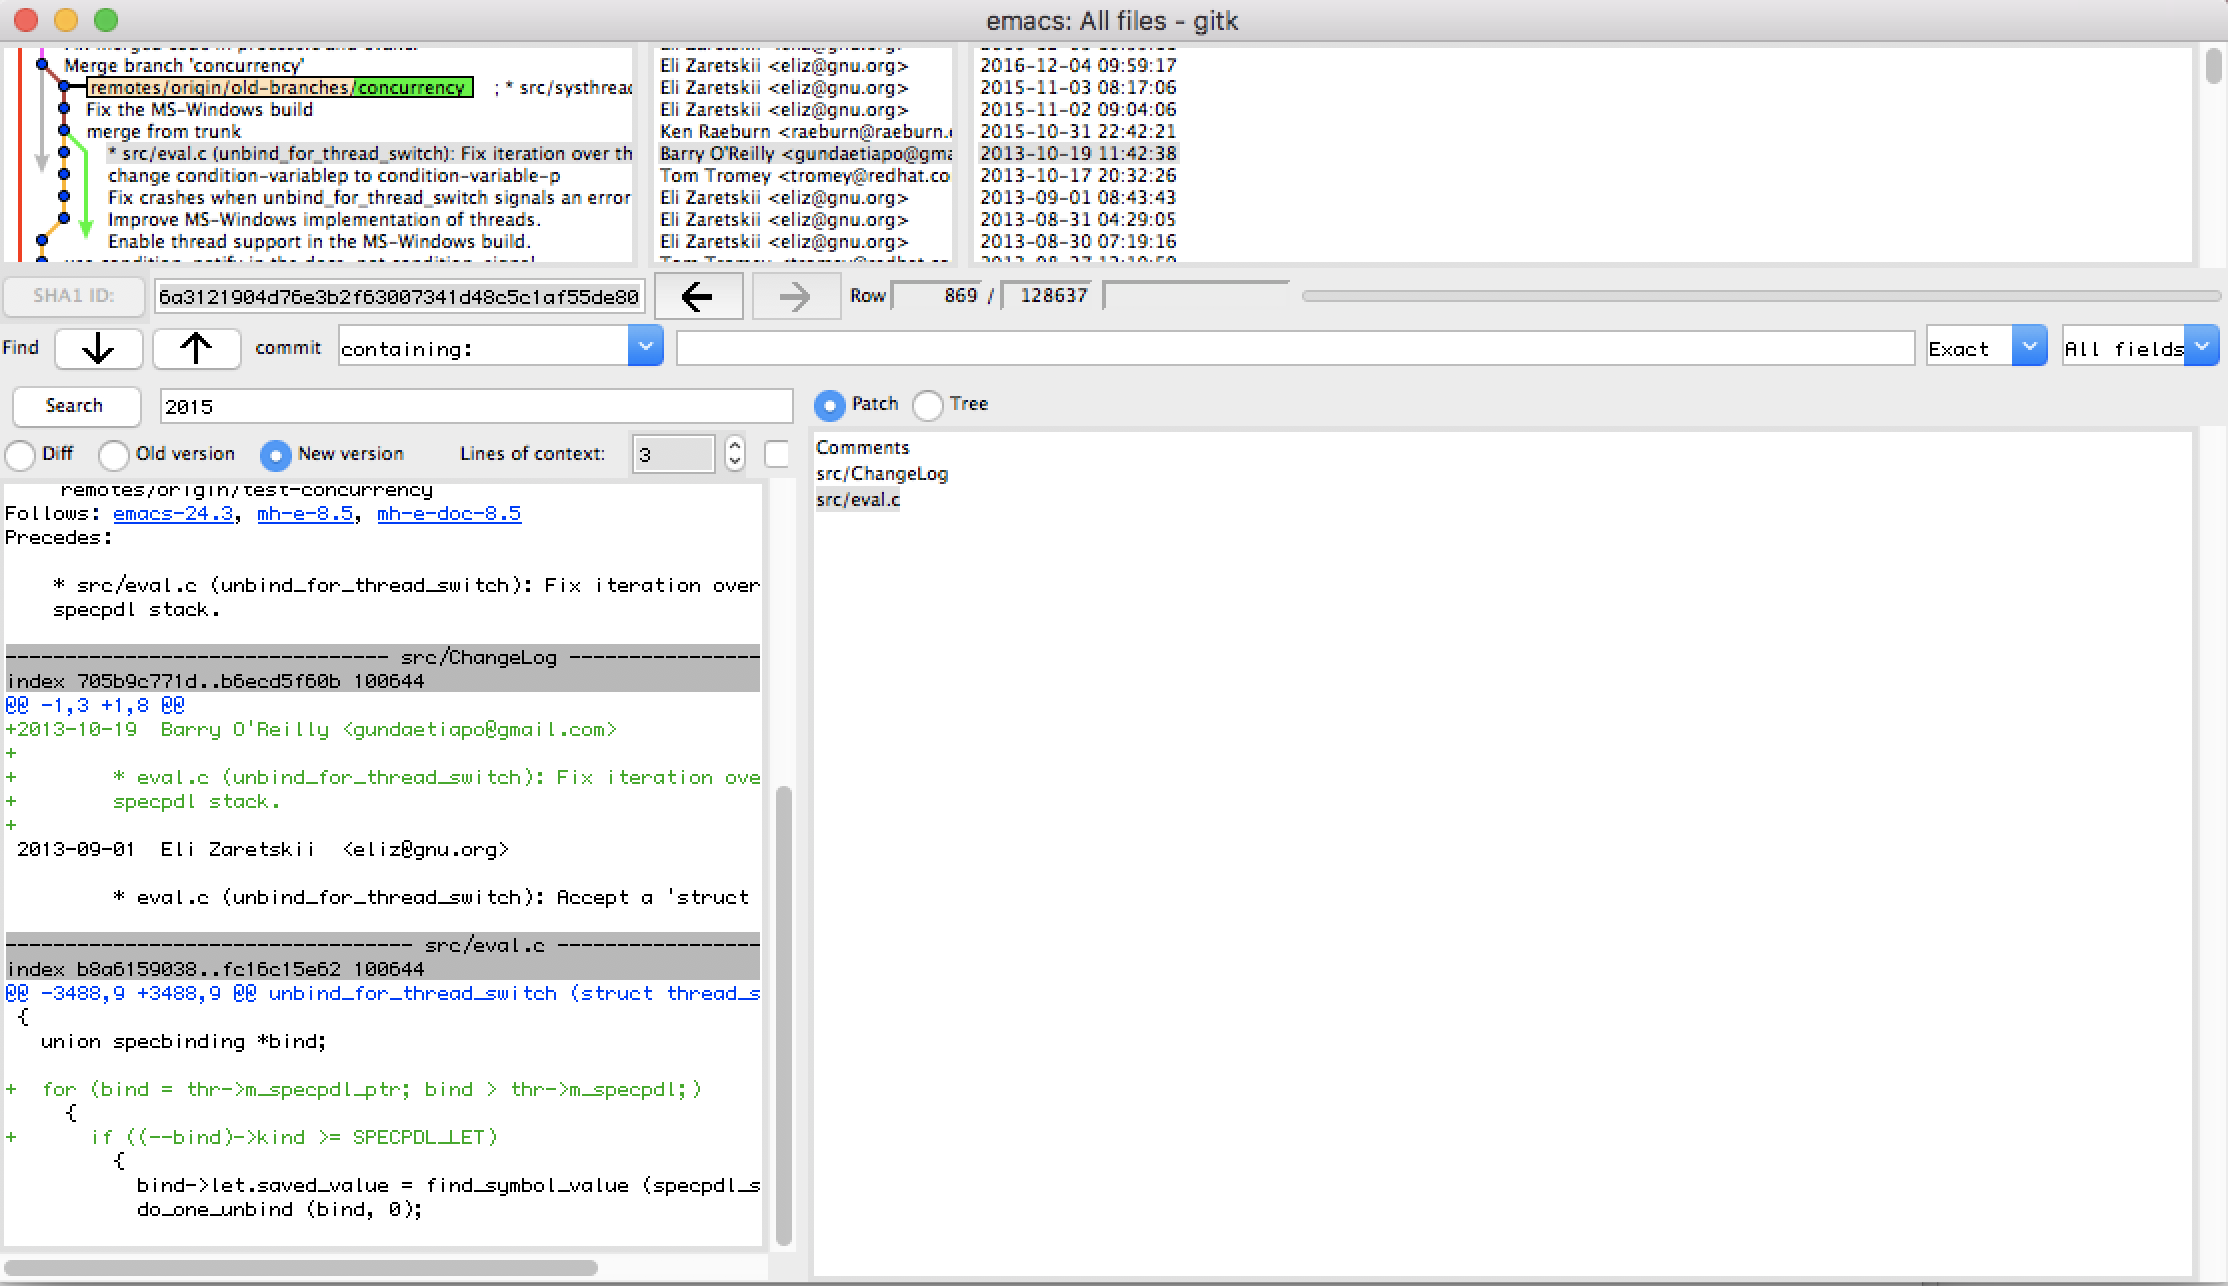 emacs: All files - gitk
Eli Zaretskii <eliz@gnu.org>
Merge branch 'concurrency' Eli Zaretskii <eliz@gnu.org> 2016-12-04 09:59:17
remotes/origin/old-branches/concurrency ; * src/systhread Eli Zaretskii <eliz@gnu.org> 2015-11-03 08:17:06
Fix the MS-Windows build Eli Zaretskii <eliz@gnu.org> 2015-11-02 09:04:06
merge from trunk Ken Raeburn <raeburn@raeburn. 2015-10-31 22:42:21
* src/eval.c (unbind_for_thread_switch): Fix iteration over th Barry O'Reilly <gundaetiapo@gma 2013-10-19 11:42:38
change condition-variablep to condition-variable-p Tom Tromey <tromey@redhat.co 2013-10-17 20:32:26
Fix crashes when unbind_for_thread_switch signals an error Eli Zaretskii <eliz@gnu.org> 2013-09-01 08:43:43
Improve MS-Windows implementation of threads. Eli Zaretskii <eliz@gnu.org> 2013-08-31 04:29:05
Enable thread support in the MS-Windows build. Eli Zaretskii <eliz@gnu.org> 2013-08-30 07:19:16
SHA1 ID: 6a3121904d76e3b2f63007341d48c5c1af55de80 Row 869 / 128637
Find commit containing: Exact All fields
Search 2015 Patch Tree
Diff Old version New version Lines of context: 3
Comments
src/ChangeLog
src/eval.c
remotes/origin/test-concurrency
Follows: emacs-24.3, mh-e-8.5, mh-e-doc-8.5
Precedes:
* src/eval.c (unbind_for_thread_switch): Fix iteration over
specpdl stack.
-------------------------------- src/ChangeLog ----------------
index 705b9c771d..b6ecd5f60b 100644
@@ -1,3 +1,8 @@
+2013-10-19  Barry O'Reilly <gundaetiapo@gmail.com>
+
+        * eval.c (unbind_for_thread_switch): Fix iteration ove
+        specpdl stack.
+
2013-09-01  Eli Zaretskii  <eliz@gnu.org>
* eval.c (unbind_for_thread_switch): Accept a 'struct
---------------------------------- src/eval.c -----------------
index b8a6159038..fc16c15e62 100644
@@ -3488,9 +3488,9 @@ unbind_for_thread_switch (struct thread_s
{
union specbinding *bind;
+  for (bind = thr->m_specpdl_ptr; bind > thr->m_specpdl;)
{
+      if ((--bind)->kind >= SPECPDL_LET)
{
bind->let.saved_value = find_symbol_value (specpdl_s
do_one_unbind (bind, 0);